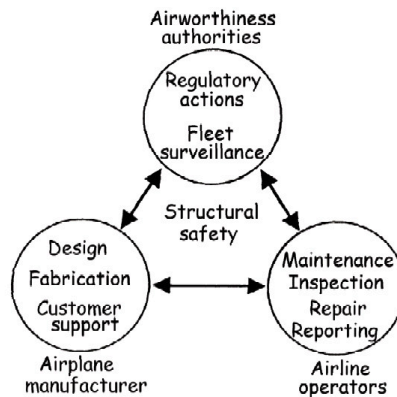 Airworthiness
authorities
Regulatory
actions
Fleet
surveillance
Structural
safety
Design
Fabrication
Customer
support
Airplane
manufacturer
Maintenance
Inspection
Repair
Reporting
Airline
operators